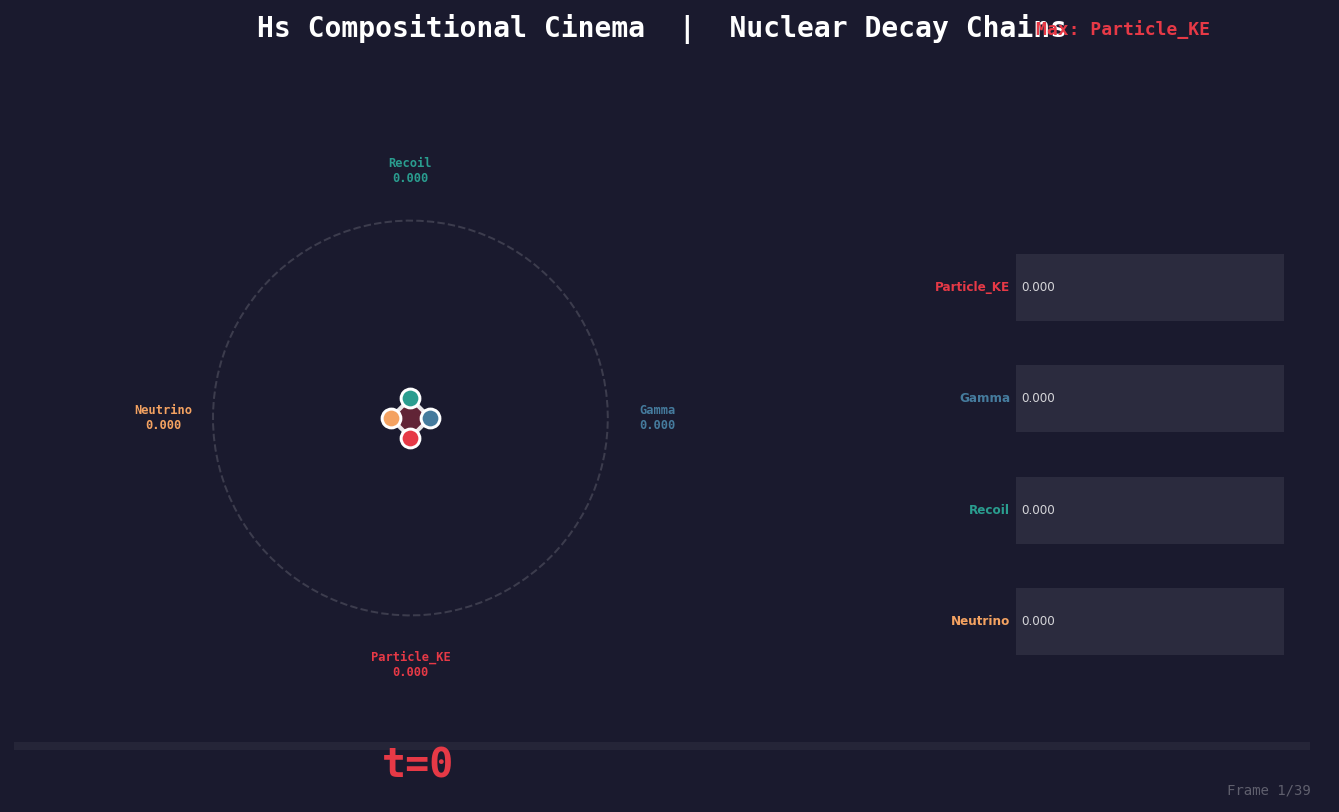 Hs Compositional Cinema | Nuclear Decay Chains
Max: Particle_KE
Recoil
0.000
Neutrino
0.000
Gamma
0.000
Particle_KE
0.000
Particle_KE 0.000
Gamma 0.000
Recoil 0.000
Neutrino 0.000
t=0
Frame 1/39